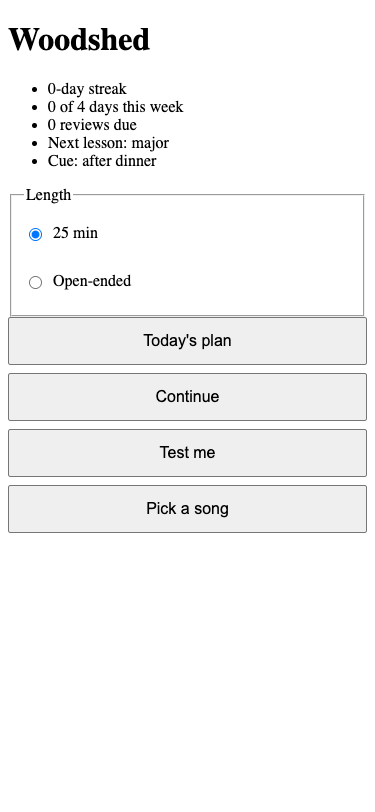 Woodshed
0-day streak
0 of 4 days this week
0 reviews due
Next lesson: major
Cue: after dinner
Length
25 min
Open-ended
Today's plan
Continue
Test me
Pick a song